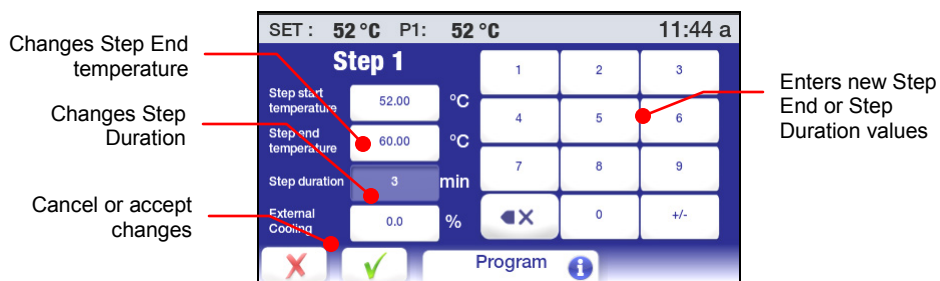 SET : 52 °C P1: 52 °C 11:44 a
Changes Step End
temperature
Changes Step
Duration
Cancel or accept
changes
Step 1
Step start
temperature
52.00 °C
Step end
temperature
60.00 °C
Step duration
3 min
External
Cooling
0.0 %
1 2 3
4 5 6
7 8 9
0 +/-
Program
Enters new Step
End or Step
Duration values